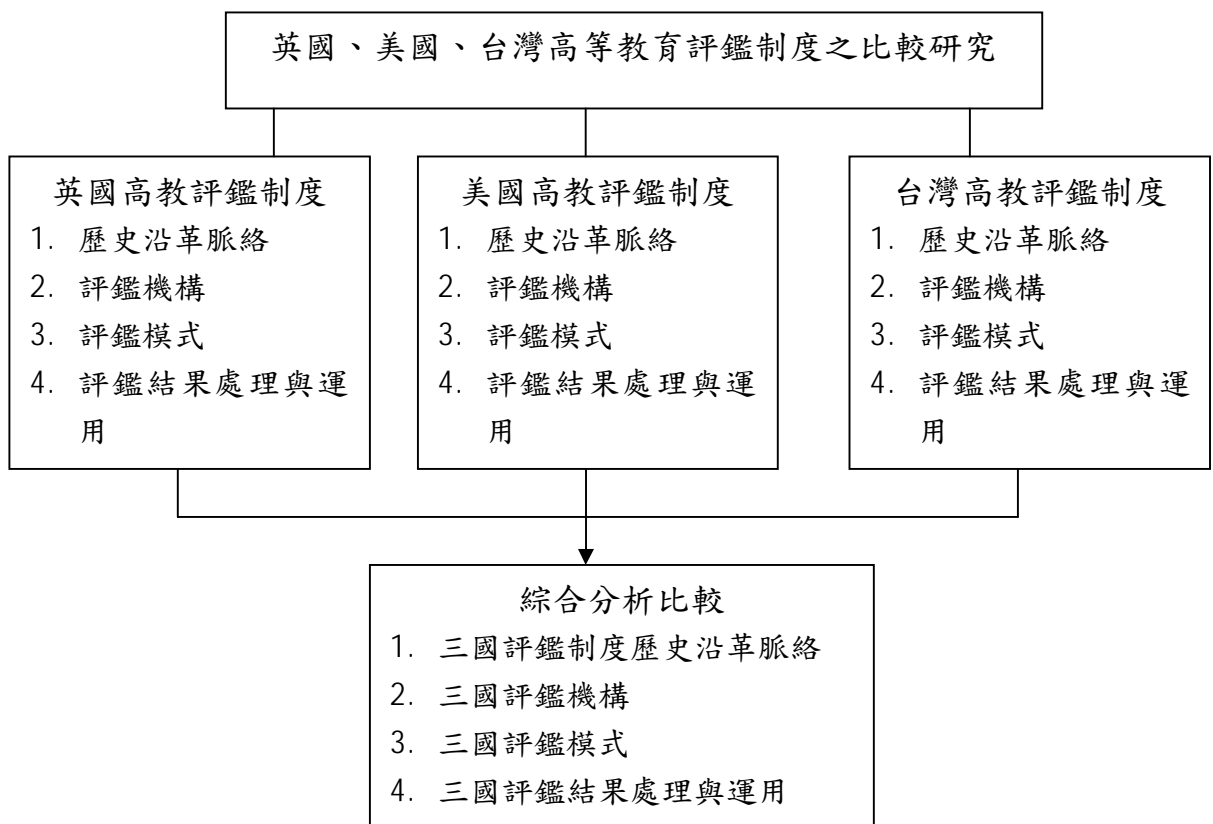 英國、美國、台灣高等教育評鑑制度之比較研究
英國高教評鑑制度
1. 歷史沿革脈絡
2. 評鑑機構
3. 評鑑模式
4. 評鑑結果處理與運
用
美國高教評鑑制度
1. 歷史沿革脈絡
2. 評鑑機構
3. 評鑑模式
4. 評鑑結果處理與運
用
台灣高教評鑑制度
1. 歷史沿革脈絡
2. 評鑑機構
3. 評鑑模式
4. 評鑑結果處理與運
用
綜合分析比較
1. 三國評鑑制度歷史沿革脈絡
2. 三國評鑑機構
3. 三國評鑑模式
4. 三國評鑑結果處理與運用